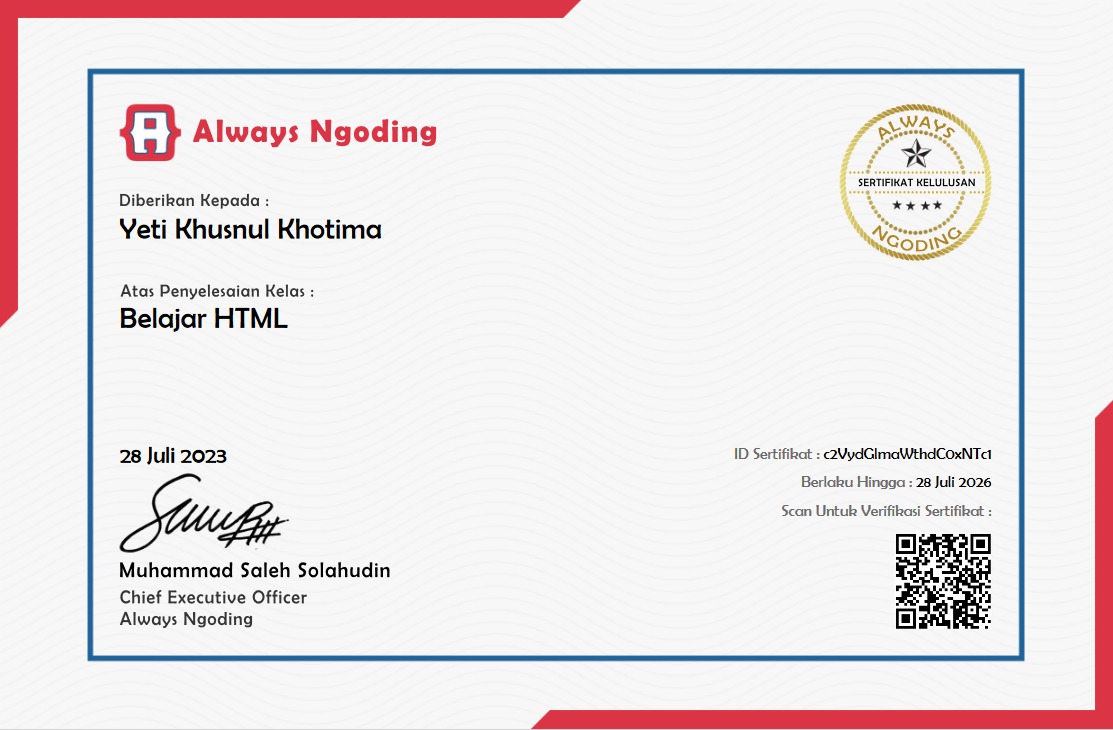 Always Ngoding
ALWAYS
SERTIFIKAT KELULUSAN
NGODING
Diberikan Kepada :
Yeti Khusnul Khotima
Atas Penyelesaian Kelas :
Belajar HTML
28 Juli 2023
Muhammad Saleh Solahudin
Chief Executive Officer
Always Ngoding
ID Sertifikat : c2VydGlmaWthdC0xNTc1
Berlaku Hingga : 28 Juli 2026
Scan Untuk Verifikasi Sertifikat :